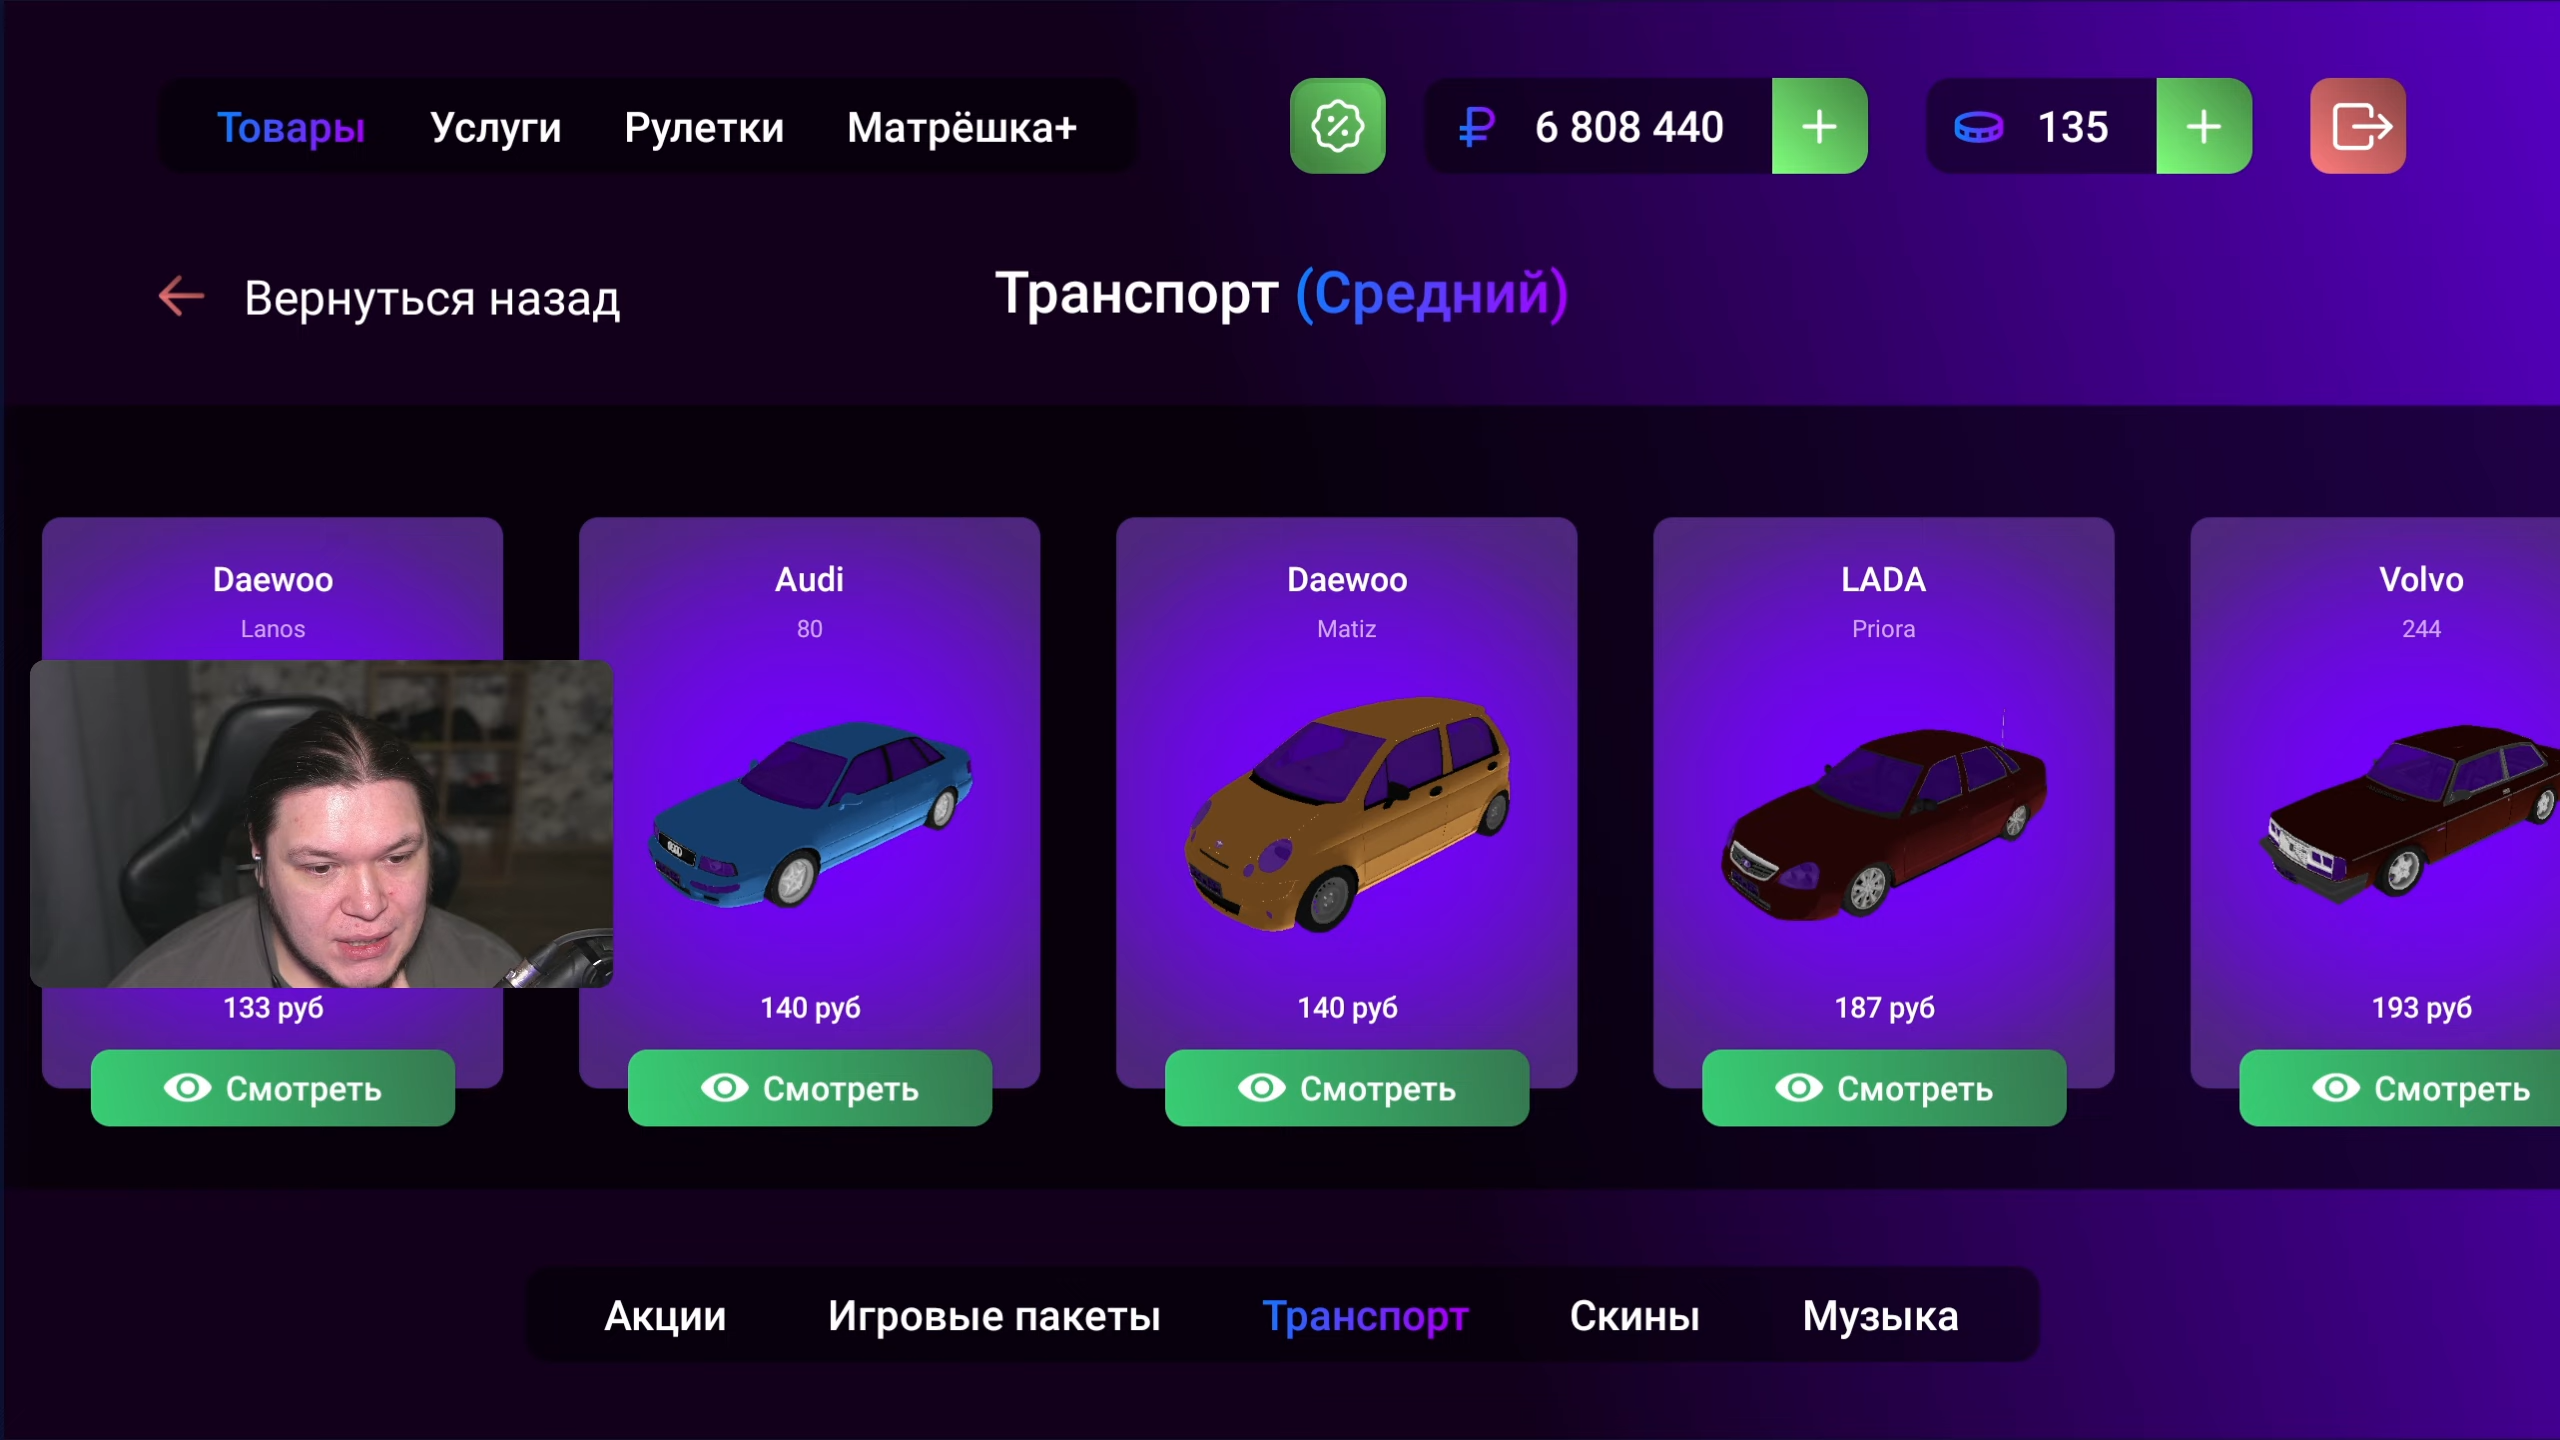 Товары Услуги Рулетки Матрёшка+ 6 808 440 + 135 +
Вернуться назад
Транспорт (Средний)
Daewoo
Lanos
133 руб
Смотреть
Audi
80
140 руб
Смотреть
Daewoo
Matiz
140 руб
Смотреть
LADA
Priora
187 руб
Смотреть
Volvo
244
193 руб
Смотреть
Акции Игровые пакеты Транспорт Скины Музыка